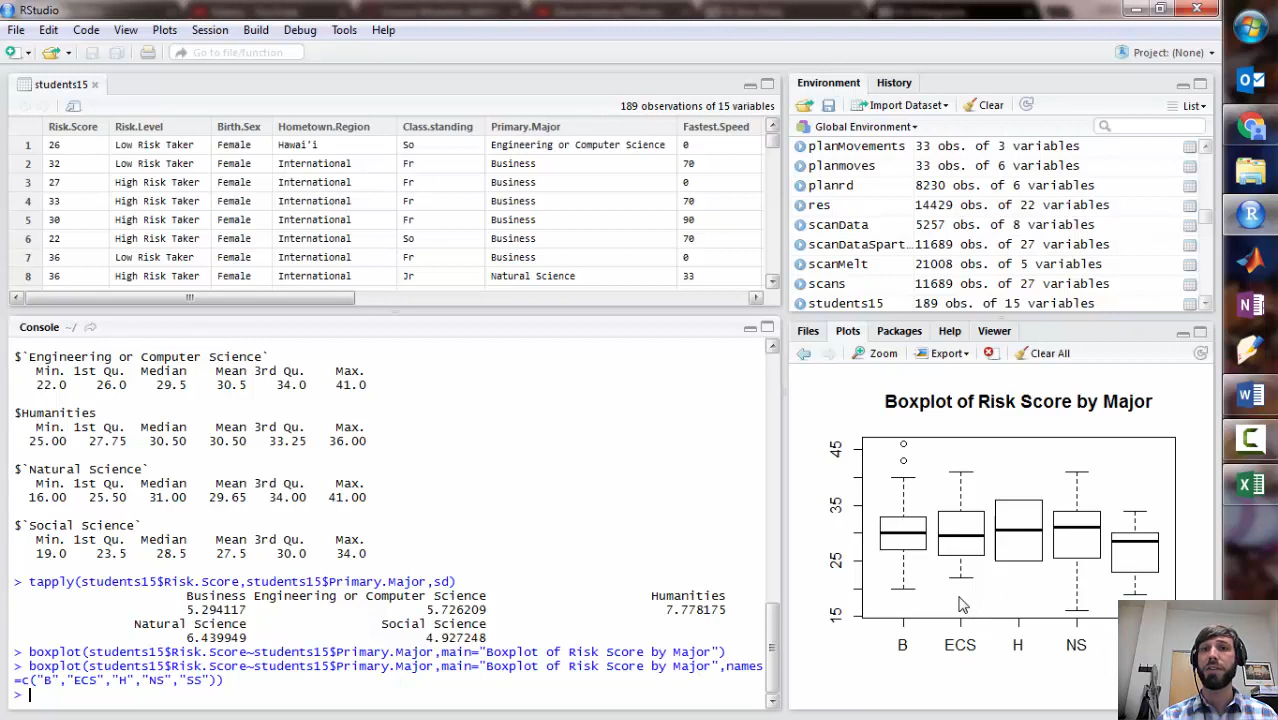 RStudio
File Edit Code View Plots Session Build Debug Tools Help
Go to file/function
Project: (None)
students15
189 observations of 15 variables
Risk.Score Risk.Level Birth.Sex Hometown.Region Class.standing Primary.Major Fastest.Speed
1 26 Low Risk Taker Female Hawai'i So Engineering or Computer Science 0
2 32 Low Risk Taker Female International Fr Business 70
3 27 High Risk Taker Female International Fr Business 0
4 33 High Risk Taker Female International Fr Business 70
5 30 High Risk Taker Female International Fr Business 90
6 22 High Risk Taker Female International So Business 70
7 36 Low Risk Taker Female International Fr Business 0
8 36 High Risk Taker Female International Jr Natural Science 33
Console ~/
$`Engineering or Computer Science`
Min. 1st Qu. Median Mean 3rd Qu. Max.
22.0 26.0 29.5 30.5 34.0 41.0
$Humanities
Min. 1st Qu. Median Mean 3rd Qu. Max.
25.00 27.75 30.50 30.50 33.25 36.00
$`Natural Science`
Min. 1st Qu. Median Mean 3rd Qu. Max.
16.00 25.50 31.00 29.65 34.00 41.00
$`Social Science`
Min. 1st Qu. Median Mean 3rd Qu. Max.
19.0 23.5 28.5 27.5 30.0 34.0
> tapply(students15$Risk.Score,students15$Primary.Major,sd)
Business Engineering or Computer Science Humanities
5.294117 5.726209 7.778175
Natural Science Social Science
6.439949 4.927248
> boxplot(students15$Risk.Score~students15$Primary.Major,main="Boxplot of Risk Score by Major")
> boxplot(students15$Risk.Score~students15$Primary.Major,main="Boxplot of Risk Score by Major",names
=c("B","ECS","H","NS","SS"))
>
Environment History
Import Dataset Clear List
Global Environment
planMovements 33 obs. of 3 variables
planmoves 33 obs. of 6 variables
planrd 8230 obs. of 6 variables
res 14429 obs. of 22 variables
scanData 5257 obs. of 8 variables
scanDataSpart… 11689 obs. of 27 variables
scanMelt 21008 obs. of 5 variables
scans 11689 obs. of 27 variables
students15 189 obs. of 15 variables
Files Plots Packages Help Viewer
Zoom Export Clear All
Boxplot of Risk Score by Major
45
35
25
15
B ECS H NS